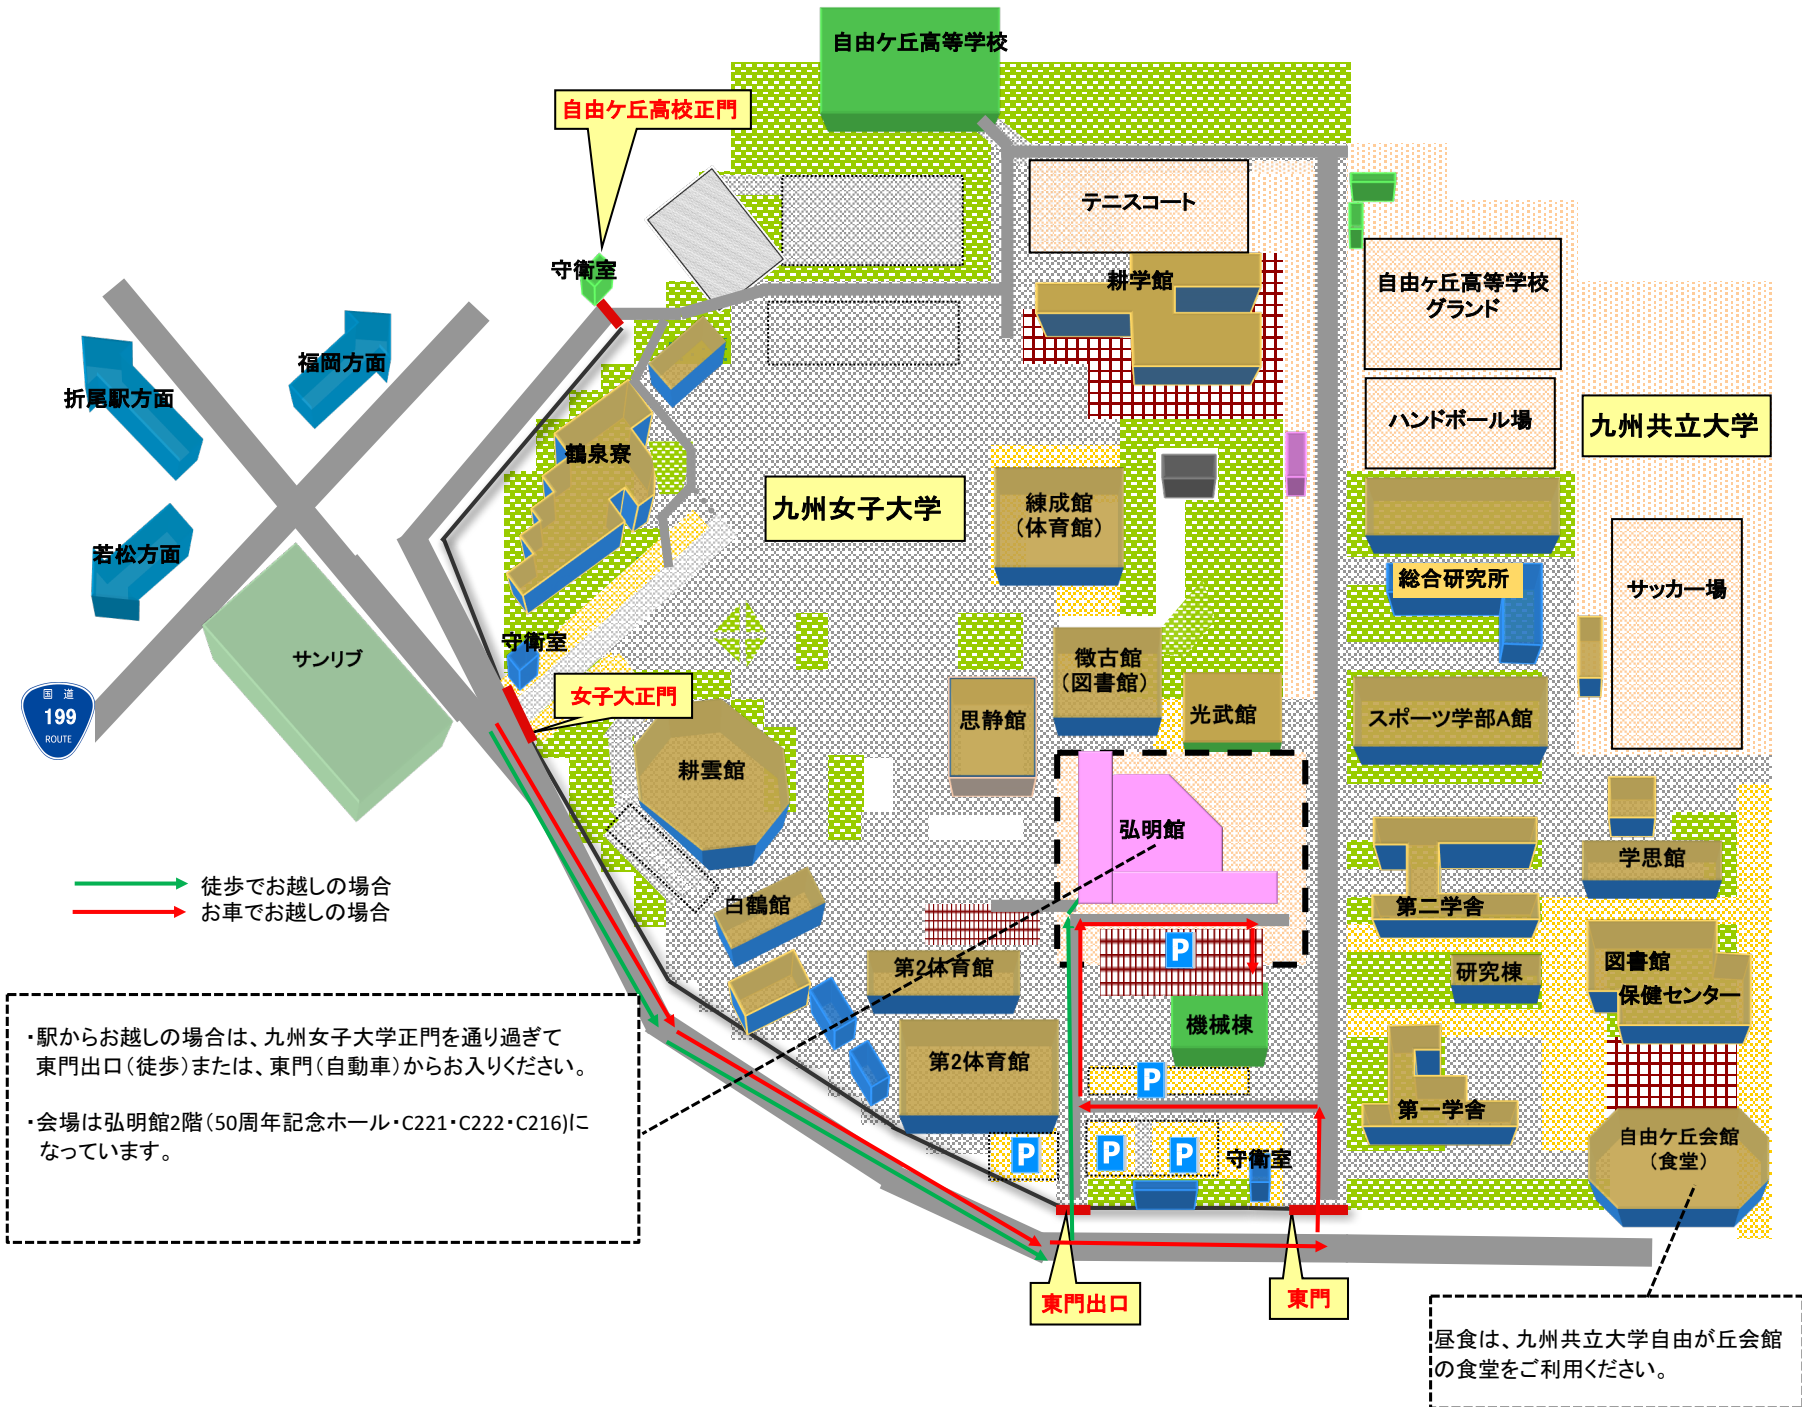 自由ケ丘高等学校
自由ケ丘高校正門
守衛室
テニスコート
耕学館
自由ヶ丘高等学校
グランド
福岡方面
折尾駅方面
ハンドボール場
九州共立大学
鶴泉寮
九州女子大学
練成館
（体育館）
若松方面
総合研究所
サッカー場
守衛室
サンリブ
徴古館
（図書館）
女子大正門
国 道
199
ROUTE
思静館
光武館
スポーツ学部A館
耕雲館
弘明館
学思館
徒歩でお越しの場合
お車でお越しの場合
白鶴館
第二学舎
P
第2体育館
図書館
研究棟
保健センター
機械棟
・駅からお越しの場合は、九州女子大学正門を通り過ぎて
東門出口（徒歩）または、東門（自動車）からお入りください。
・会場は弘明館2階（50周年記念ホール・C221・C222・C216)に
なっています。
第2体育館
P
第一学舎
自由ケ丘会館
（食堂）
P
P
P
守衛室
東門出口
東門
昼食は、九州共立大学自由が丘会館
の食堂をご利用ください。